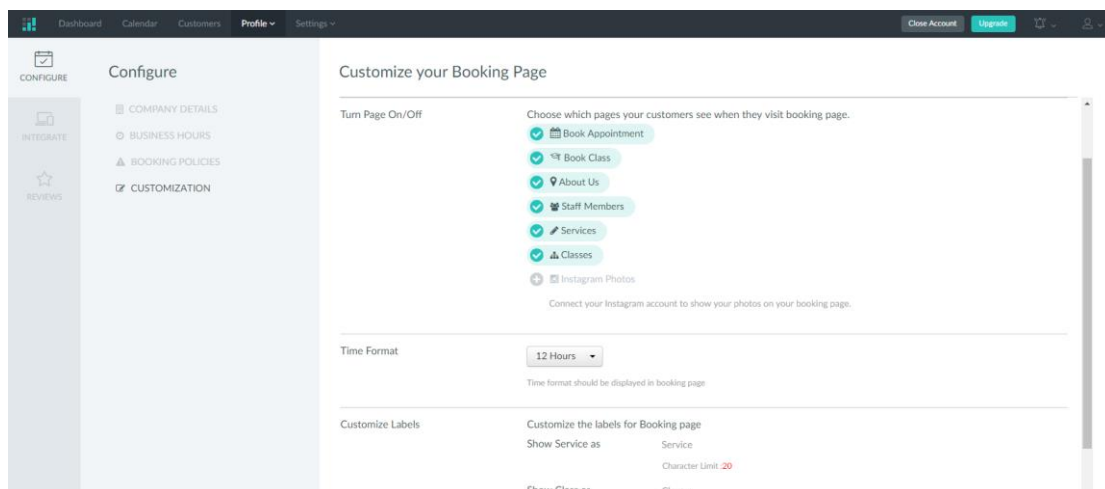 Dashboard Calendar Customers Profile Settings Close Account Upgrade
CONFIGURE
INTEGRATE
REVIEWS
Configure
COMPANY DETAILS
BUSINESS HOURS
BOOKING POLICIES
CUSTOMIZATION
Customize your Booking Page
Turn Page On/Off
Choose which pages your customers see when they visit booking page.
Book Appointment
Book Class
About Us
Staff Members
Services
Classes
Instagram Photos
Connect your Instagram account to show your photos on your booking page.
Time Format
12 Hours
Time format should be displayed in booking page
Customize Labels
Customize the labels for Booking page
Show Service as Service
Character Limit :20
Show Class as